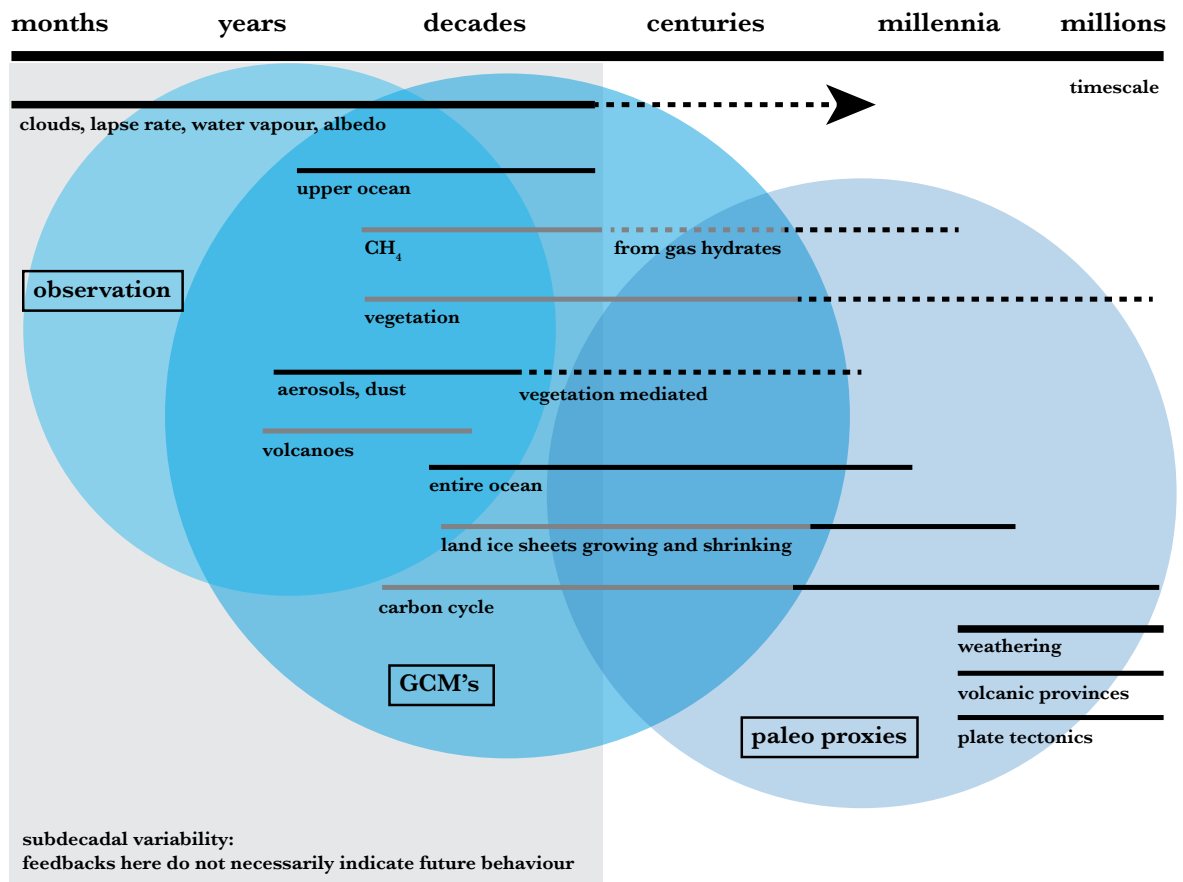 months years decades centuries millennia millions
timescale
clouds, lapse rate, water vapour, albedo
upper ocean
CH₄ from gas hydrates
observation
vegetation
aerosols, dust vegetation mediated
volcanoes
entire ocean
land ice sheets growing and shrinking
carbon cycle
weathering
GCM's
volcanic provinces
paleo proxies plate tectonics
subdecadal variability:
feedbacks here do not necessarily indicate future behaviour